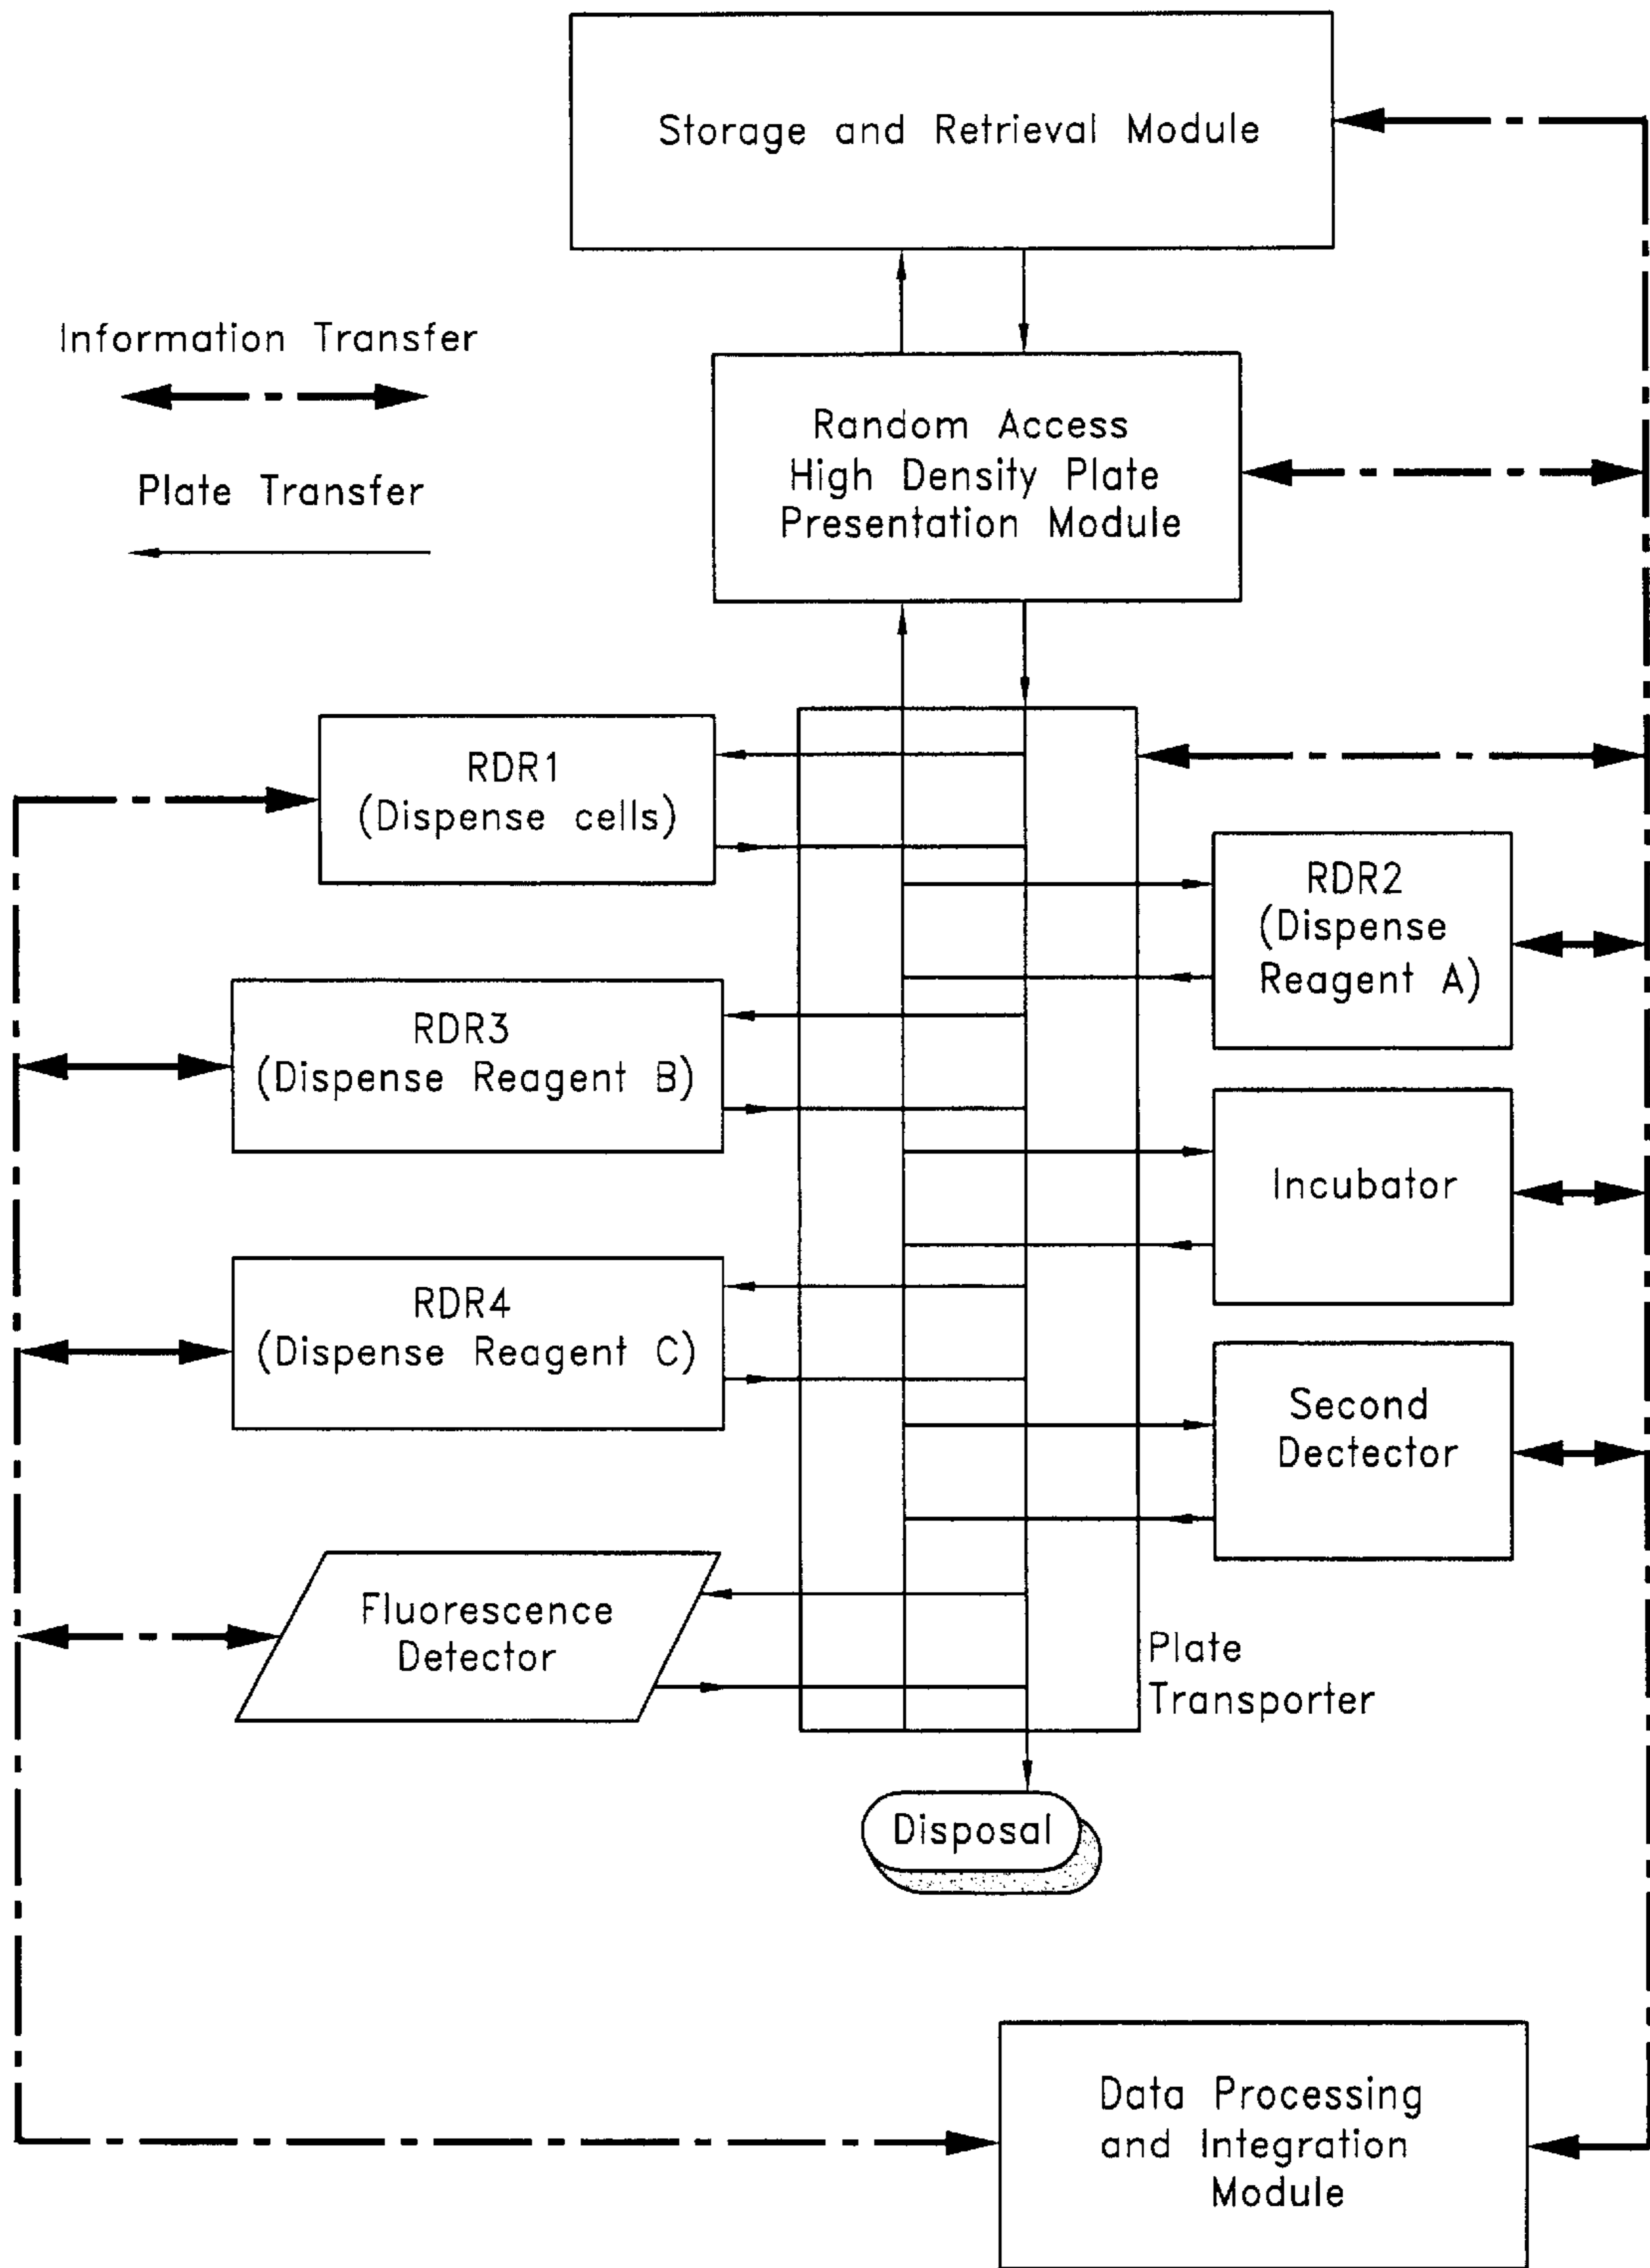 Storage and Retrieval Module
Information Transfer
Plate Transfer
Random Access
High Density Plate
Presentation Module
RDR1
(Dispense cells)
RDR2
(Dispense
Reagent A)
RDR3
(Dispense Reagent B)
Incubator
RDR4
(Dispense Reagent C)
Second
Dectector
Fluorescence
Detector
Plate
Transporter
Disposal
Data Processing
and Integration
Module